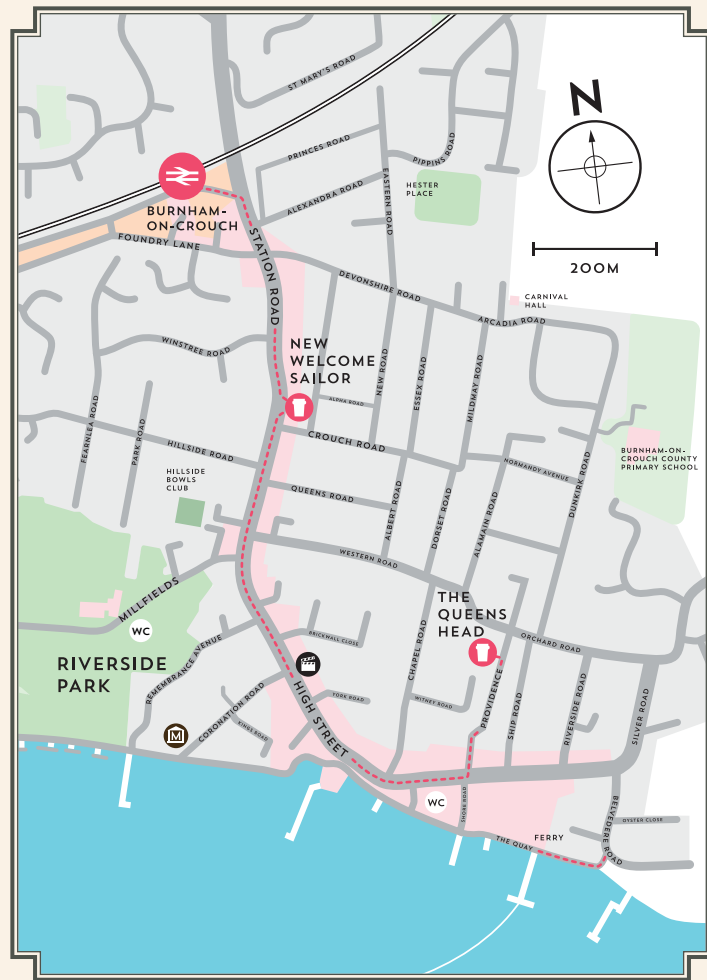 ST MARY'S ROAD
N
PRINCES ROAD
PIPPINS ROAD
HESTER
PLACE
EASTERN ROAD
ALEXANDRA ROAD
BURNHAM-
ON-CROUCH
FOUNDRY LANE
STATION ROAD
200M
DEVONSHIRE ROAD
CARNIVAL
HALL
ARCADIA ROAD
WINSTREE ROAD
NEW
WELCOME
SAILOR
ALPHA ROAD
NEW ROAD
ESSEX ROAD
MILDMAY ROAD
FEARNLEA ROAD
PARK ROAD
HILLSIDE ROAD
CROUCH ROAD
BURNHAM-ON-
CROUCH COUNTY
PRIMARY SCHOOL
NORMANDY AVENUE
DUNKIRK ROAD
HILLSIDE
BOWLS
CLUB
QUEENS ROAD
ALBERT ROAD
DORSET ROAD
ALAMAIN ROAD
WESTERN ROAD
MILLFIELDS
WC
THE
QUEENS
HEAD
BRICKWALL CLOSE
CHAPEL ROAD
ORCHARD ROAD
RIVERSIDE
PARK
REMEMBRANCE AVENUE
CORONATION ROAD
KINGS ROAD
M
HIGH STREET
YORK ROAD
WITNEY ROAD
PROVIDENCE
SHIP ROAD
RIVERSIDE ROAD
SILVER ROAD
WC
SHORE ROAD
THE QUAY
FERRY
BELVEDERE ROAD
OYSTER CLOSE